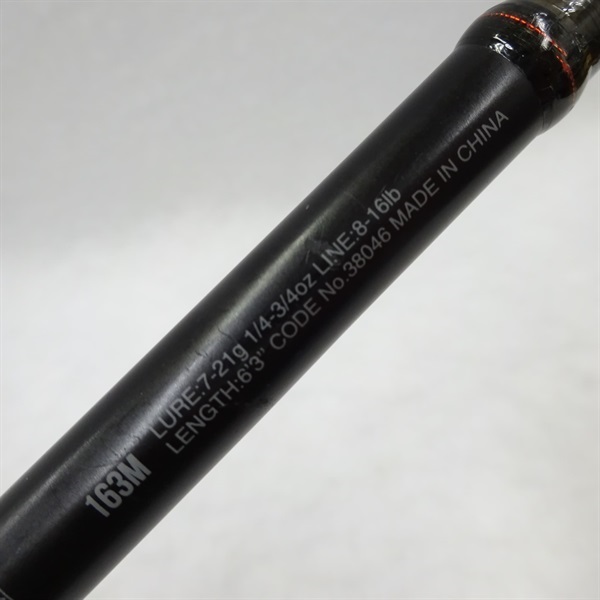 163M
LURE:7-21g 1/4-3/4oz LINE:8-16lb
LENGTH:6'3" CODE No.38046 MADE IN CHINA